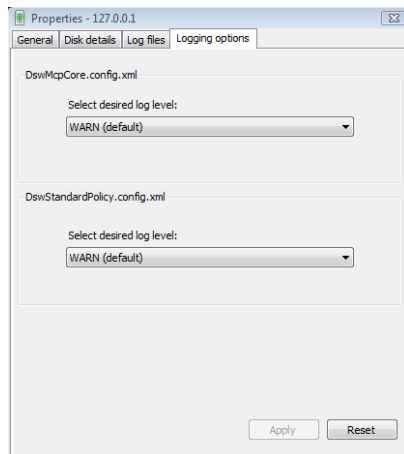 Properties - 127.0.0.1
General Disk details Log files Logging options
DswMcpCore.config.xml
Select desired log level:
WARN (default)
DswStandardPolicy.config.xml
Select desired log level:
WARN (default)
Apply Reset